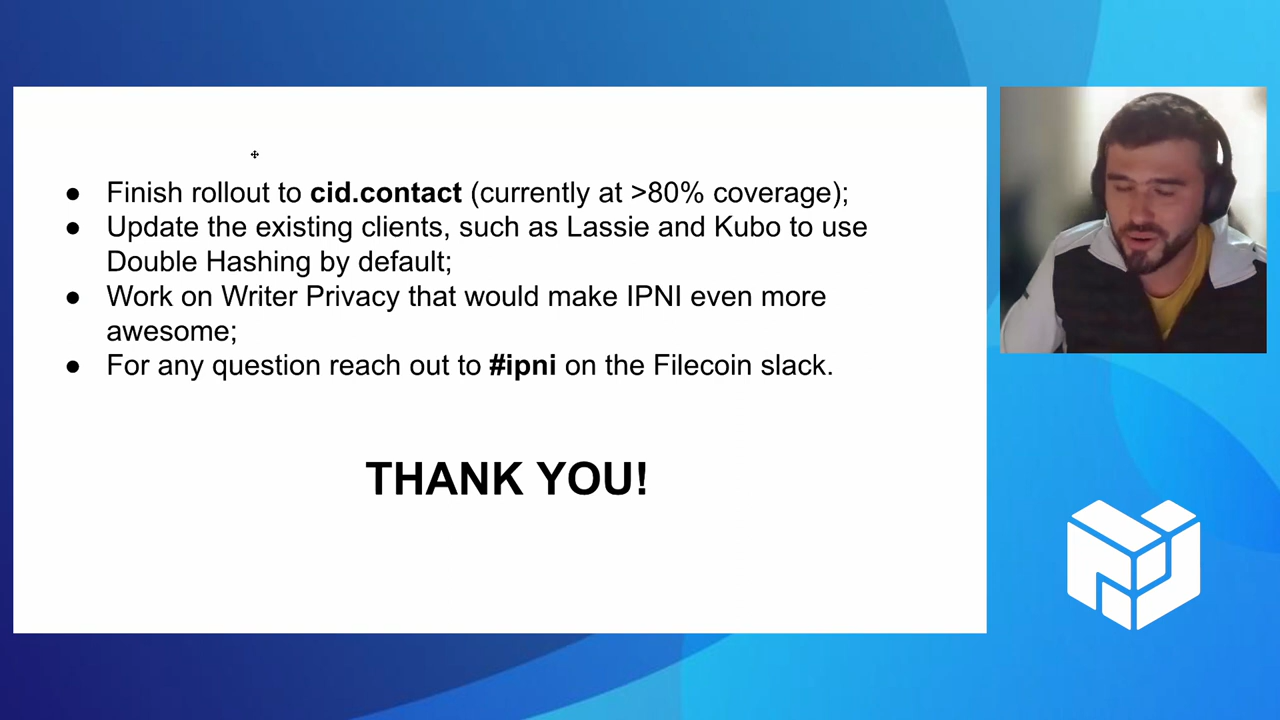 ● Finish rollout to cid.contact (currently at >80% coverage);
● Update the existing clients, such as Lassie and Kubo to use
Double Hashing by default;
● Work on Writer Privacy that would make IPNI even more
awesome;
● For any question reach out to #ipni on the Filecoin slack.
THANK YOU!